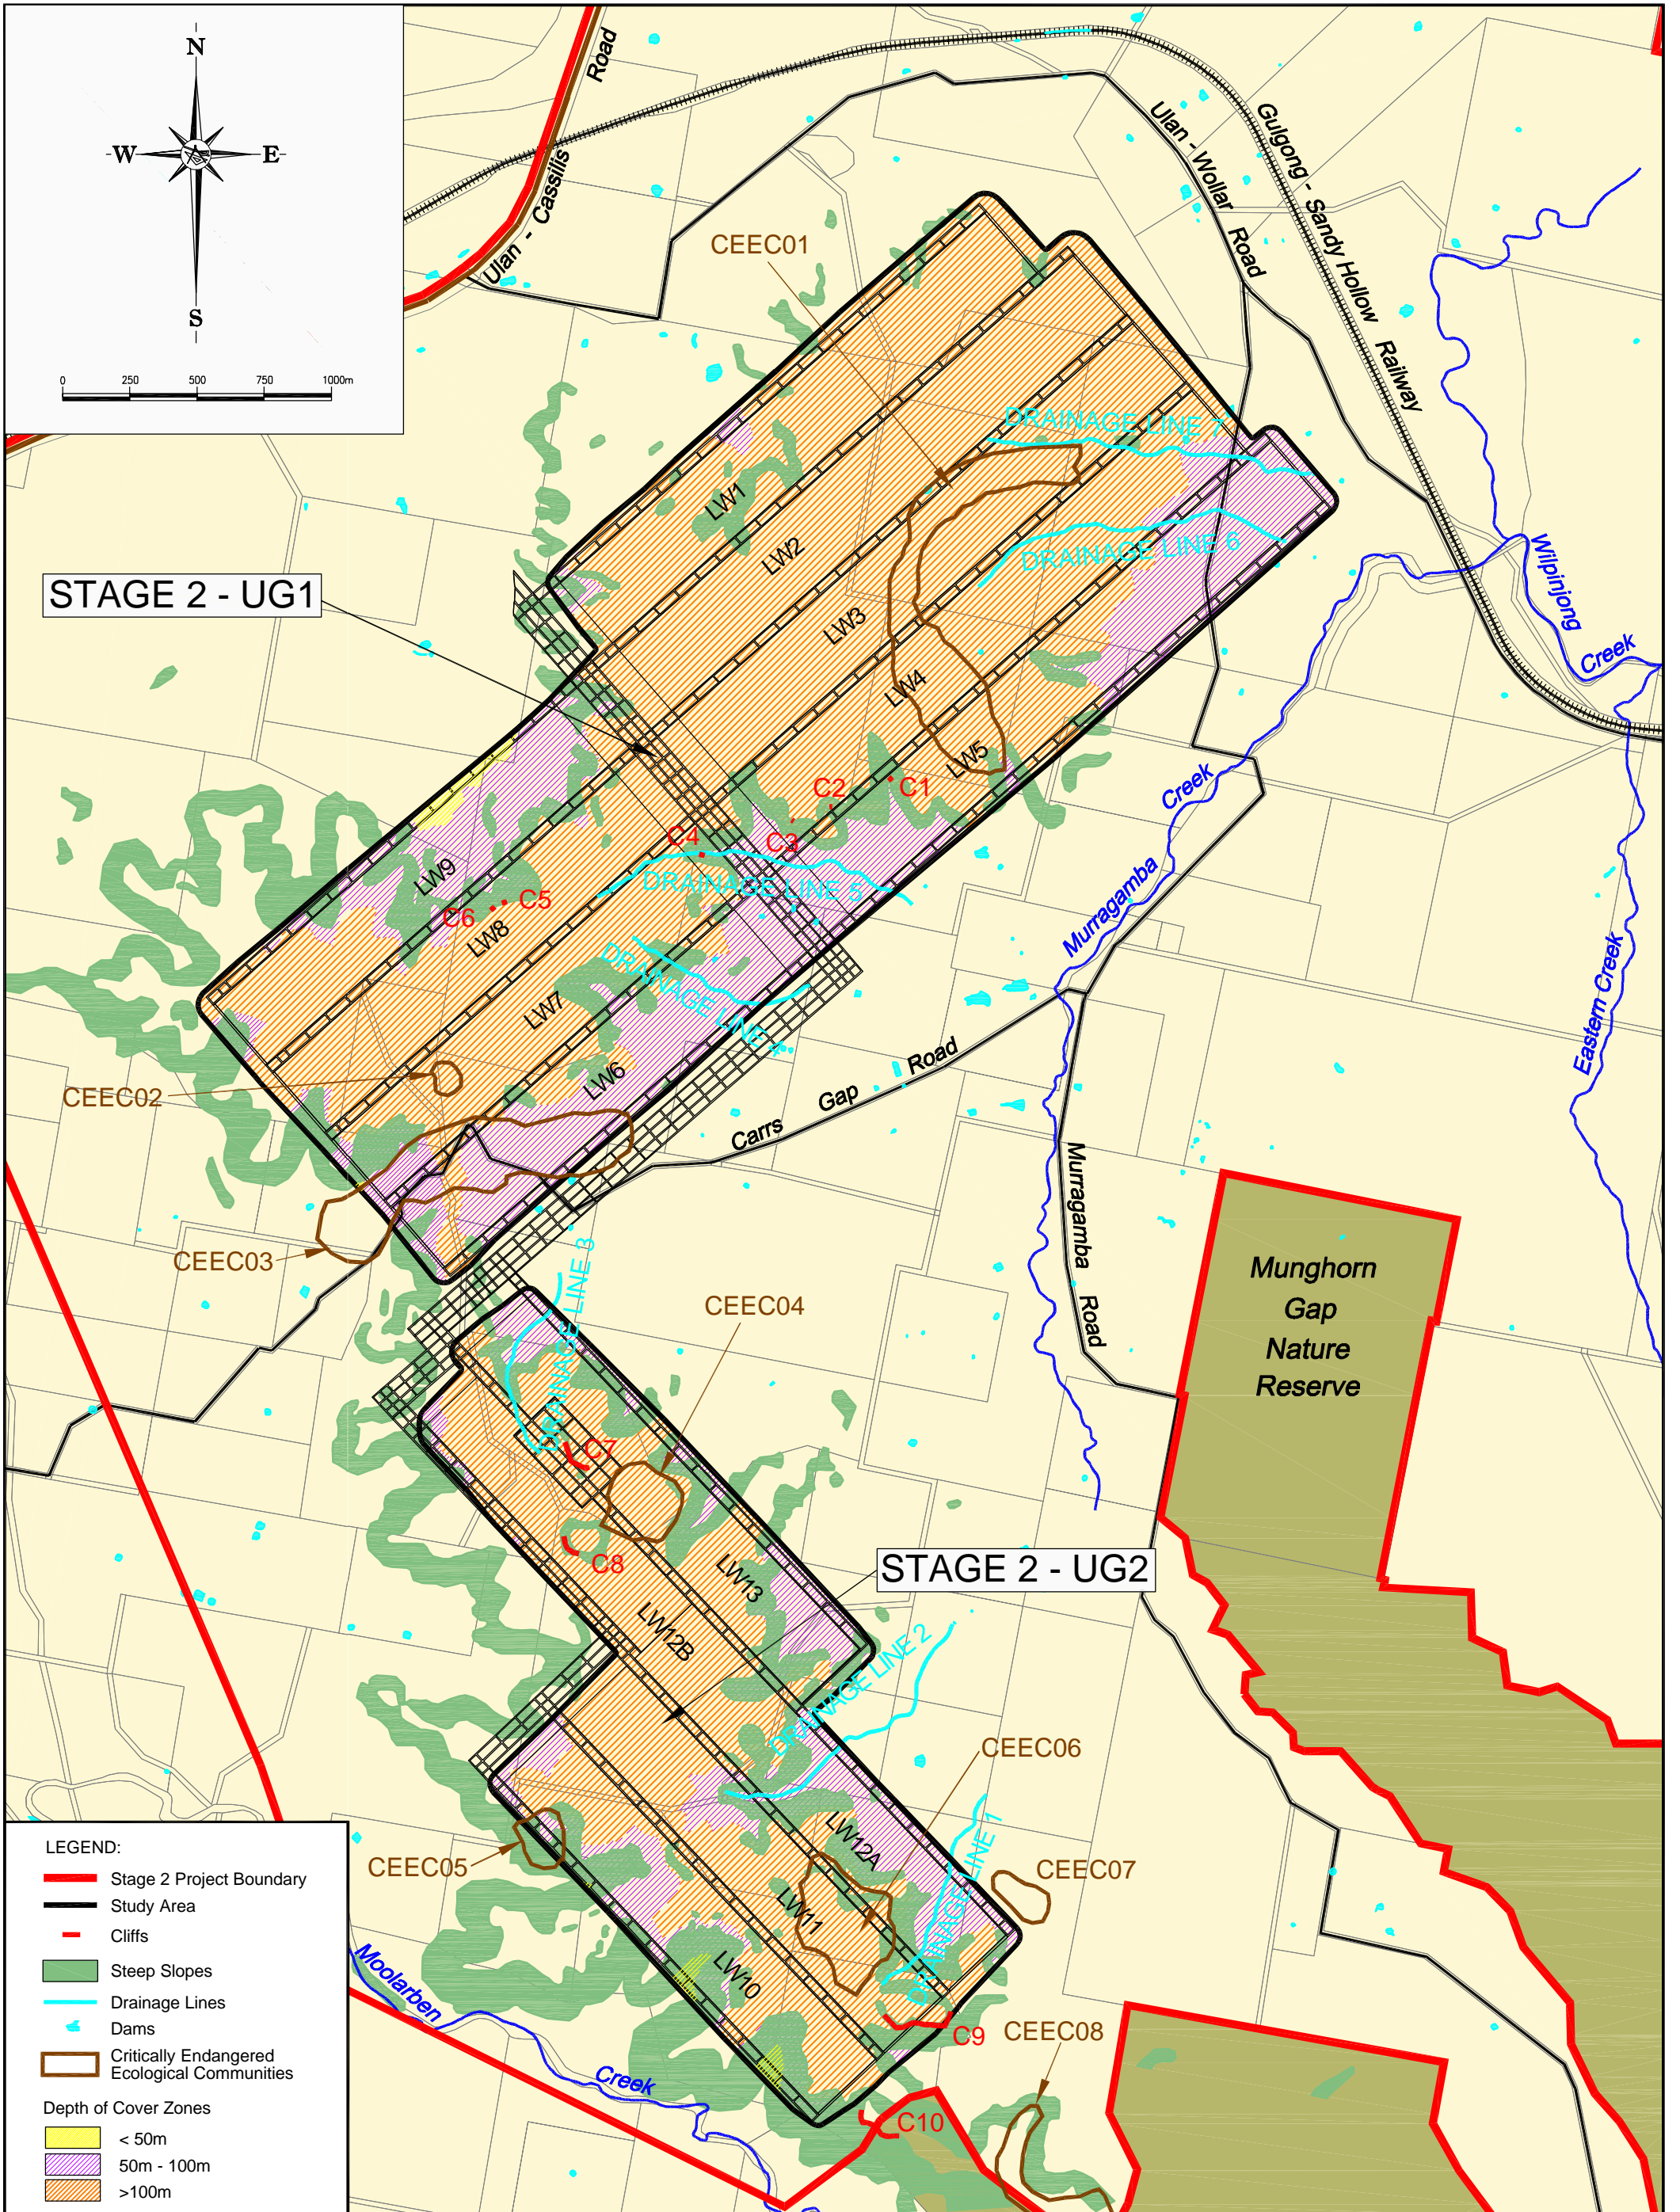 N
W
E
S
0 250 500 750 1000m
Ulan - Cassilis Road
Ulan - Wollar Road
Gulgong - Sandy Hollow Railway
CEEC01
DRAINAGE LINE 7
LW1
LW2
DRAINAGE LINE 6
STAGE 2 - UG1
LW3
Wilpinjong Creek
LW4
LW5
C2
C1
C4
C3
Murragamba Creek
DRAINAGE LINE 5
LW9
C5
C6
LW8
DRAINAGE LINE 4
LW7
Eastern Creek
LW6
CEEC02
Carrs Gap Road
Murragamba Road
CEEC03
DRAINAGE LINE 3
CEEC04
Munghorn
Gap
Nature
Reserve
C7
C8
LW13
STAGE 2 - UG2
LW12B
DRAINAGE LINE 2
CEEC06
LW12A
DRAINAGE LINE 1
CEEC05
CEEC07
LW11
LW10
C9
CEEC08
C10
Moolarben Creek
LEGEND:
Stage 2 Project Boundary
Study Area
Cliffs
Steep Slopes
Drainage Lines
Dams
Critically Endangered
Ecological Communities
Depth of Cover Zones
< 50m
50m - 100m
>100m